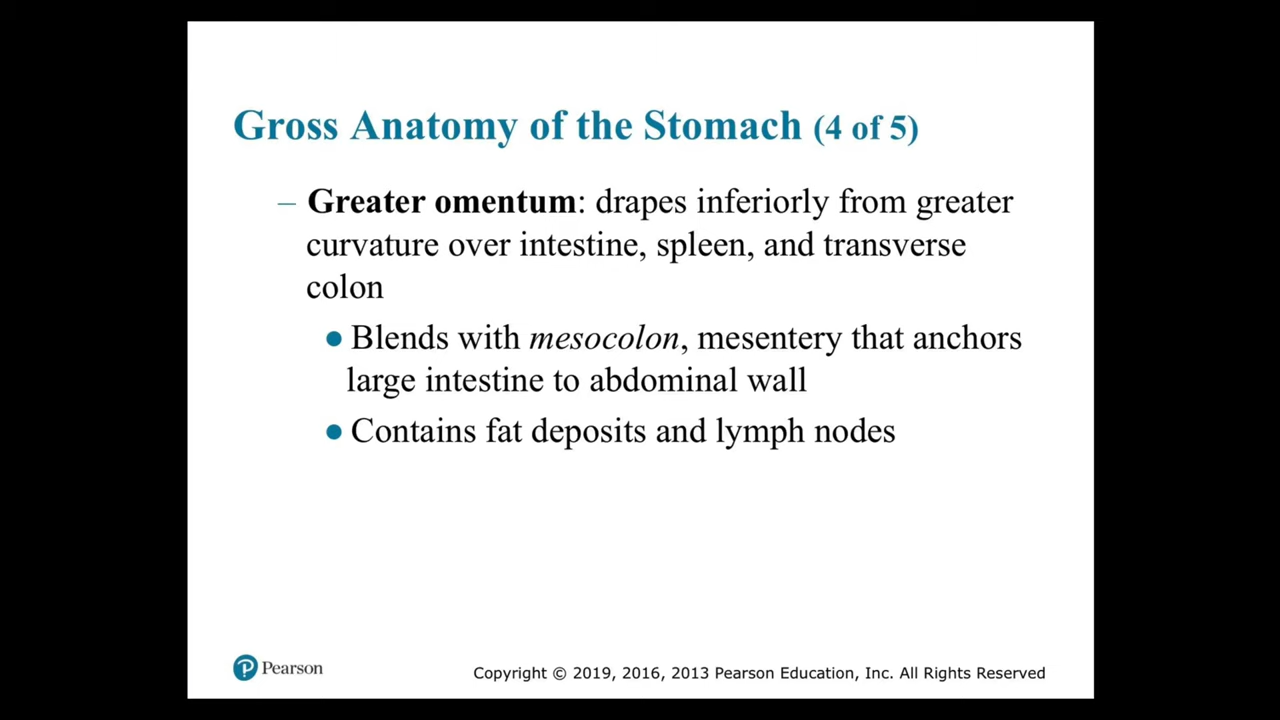 Gross Anatomy of the Stomach (4 of 5)
– Greater omentum: drapes inferiorly from greater
curvature over intestine, spleen, and transverse
colon
● Blends with mesocolon, mesentery that anchors
large intestine to abdominal wall
● Contains fat deposits and lymph nodes
P Pearson
Copyright © 2019, 2016, 2013 Pearson Education, Inc. All Rights Reserved